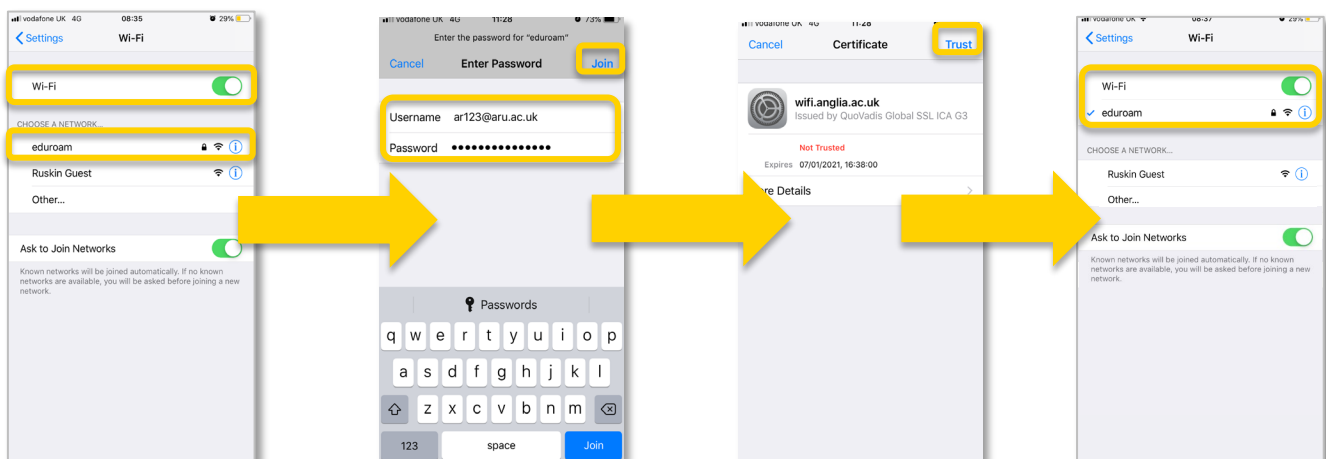 vodafone UK 4G 08:35 29%
Settings Wi-Fi
Wi-Fi
CHOOSE A NETWORK...
eduroam
Ruskin Guest
Other...
Ask to Join Networks
Known networks will be joined automatically. If no known
networks are available, you will be asked before joining a new
network.
vodafone UK 4G 11:28 73%
Enter the password for "eduroam"
Cancel Enter Password Join
Username ar123@aru.ac.uk
Password ●●●●●●●●●●●●●●●
Passwords
q w e r t y u i o p
a s d f g h j k l
z x c v b n m
123 space Join
vodafone UK 4G 11:28
Cancel Certificate Trust
wifi.anglia.ac.uk
Issued by QuoVadis Global SSL ICA G3
Not Trusted
Expires 07/01/2021, 16:38:00
re Details
vodafone UK 08:37 29%
Settings Wi-Fi
Wi-Fi
eduroam
CHOOSE A NETWORK...
Ruskin Guest
Other...
Ask to Join Networks
Known networks will be joined automatically. If no known
networks are available, you will be asked before joining a new
network.